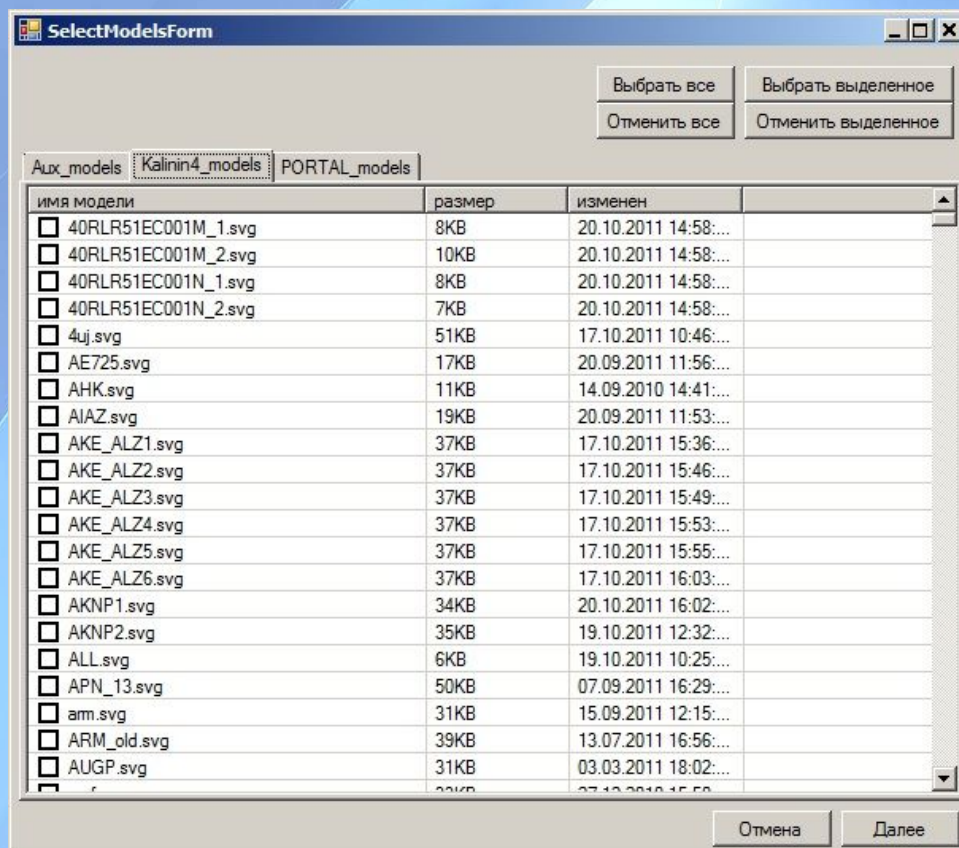 SelectModelsForm
Выбрать все Выбрать выделенное
Отменить все Отменить выделенное
Aux_models Kalinin4_models PORTAL_models
имя модели размер изменен
40RLR51EC001M_1.svg 8KB 20.10.2011 14:58:...
40RLR51EC001M_2.svg 10KB 20.10.2011 14:58:...
40RLR51EC001N_1.svg 8KB 20.10.2011 14:58:...
40RLR51EC001N_2.svg 7KB 20.10.2011 14:58:...
4uj.svg 51KB 17.10.2011 10:46:...
AE725.svg 17KB 20.09.2011 11:56:...
AHK.svg 11KB 14.09.2010 14:41:...
AIAZ.svg 19KB 20.09.2011 11:53:...
AKE_ALZ1.svg 37KB 17.10.2011 15:36:...
AKE_ALZ2.svg 37KB 17.10.2011 15:46:...
AKE_ALZ3.svg 37KB 17.10.2011 15:49:...
AKE_ALZ4.svg 37KB 17.10.2011 15:53:...
AKE_ALZ5.svg 37KB 17.10.2011 15:55:...
AKE_ALZ6.svg 37KB 17.10.2011 16:03:...
AKNP1.svg 34KB 20.10.2011 16:02:...
AKNP2.svg 35KB 19.10.2011 12:32:...
ALL.svg 6KB 19.10.2011 10:25:...
APN_13.svg 50KB 07.09.2011 16:29:...
arm.svg 31KB 15.09.2011 12:15:...
ARM_old.svg 39KB 13.07.2011 16:56:...
AUGP.svg 31KB 03.03.2011 18:02:...
Отмена Далее